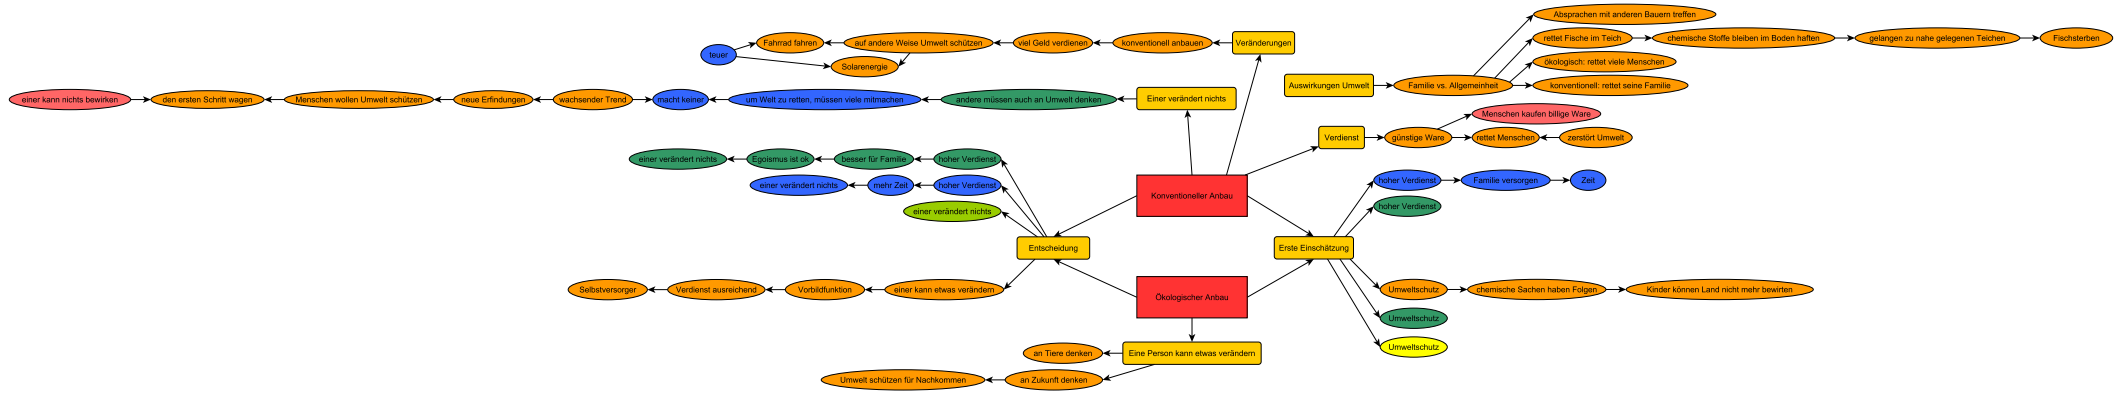 Absprachen mit anderen Bauern treffen
teuer
Fahrrad fahren
auf andere Weise Umwelt schützen
viel Geld verdienen
konventionell anbauen
Veränderungen
rettet Fische im Teich
chemische Stoffe bleiben im Boden haften
gelangen zu nahe gelegenen Teichen
Fischsterben
Solarenergie
ökologisch: rettet viele Menschen
Auswirkungen Umwelt
Familie vs. Allgemeinheit
konventionell: rettet seine Familie
einer kann nichts bewirken
den ersten Schritt wagen
Menschen wollen Umwelt schützen
neue Erfindungen
wachsender Trend
macht keiner
um Welt zu retten, müssen viele mitmachen
andere müssen auch an Umwelt denken
Einer verändert nichts
Menschen kaufen billige Ware
Verdienst
günstige Ware
rettet Menschen
zerstört Umwelt
einer verändert nichts
Egoismus ist ok
besser für Familie
hoher Verdienst
einer verändert nichts
mehr Zeit
hoher Verdienst
Konventioneller Anbau
hoher Verdienst
Familie versorgen
Zeit
einer verändert nichts
hoher Verdienst
Entscheidung
Erste Einschätzung
Selbstversorger
Verdienst ausreichend
Vorbildfunktion
einer kann etwas verändern
Ökologischer Anbau
Umweltschutz
chemische Sachen haben Folgen
Kinder können Land nicht mehr bewirten
Umweltschutz
Umweltschutz
an Tiere denken
Eine Person kann etwas verändern
Umwelt schützen für Nachkommen
an Zukunft denken